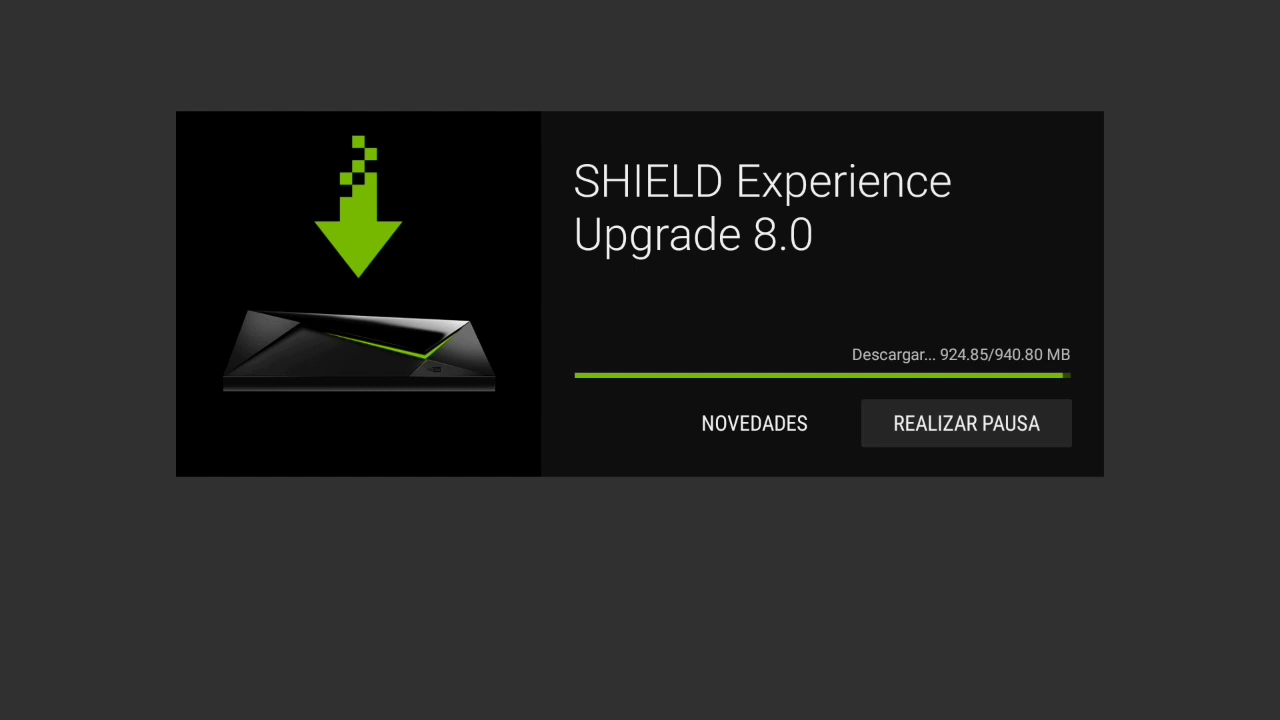 SHIELD Experience
Upgrade 8.0
Descargar... 924.85/940.80 MB
NOVEDADES
REALIZAR PAUSA